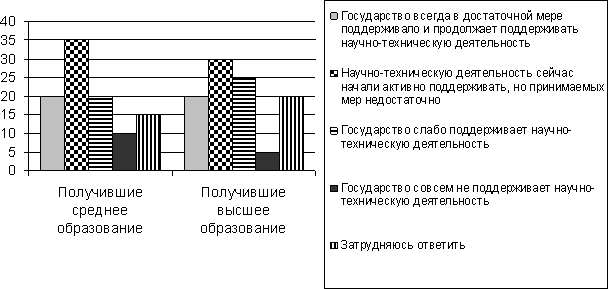 40
35
30
25
20
15
10
5
0
Получившие
среднее
образование
Получившие
высшее
образование
Государство всегда в достаточной мере
поддерживало и продолжает поддерживать
научно-техническую деятельность
Научно-техническую деятельность сейчас
начали активно поддерживать, но принимаемых
мер недостаточно
Государство слабо поддерживает научно-
техническую деятельность
Государство совсем не поддерживает научно-
техническую деятельность
Затрудняюсь ответить